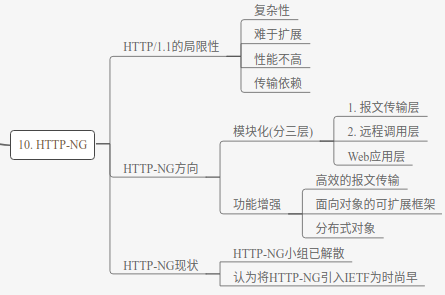 10. HTTP-NG
HTTP/1.1的局限性
复杂性
难于扩展
性能不高
传输依赖
HTTP-NG方向
模块化(分三层)
1. 报文传输层
2. 远程调用层
Web应用层
功能增强
高效的报文传输
面向对象的可扩展框架
分布式对象
HTTP-NG现状
HTTP-NG小组已解散
认为将HTTP-NG引入IETF为时尚早